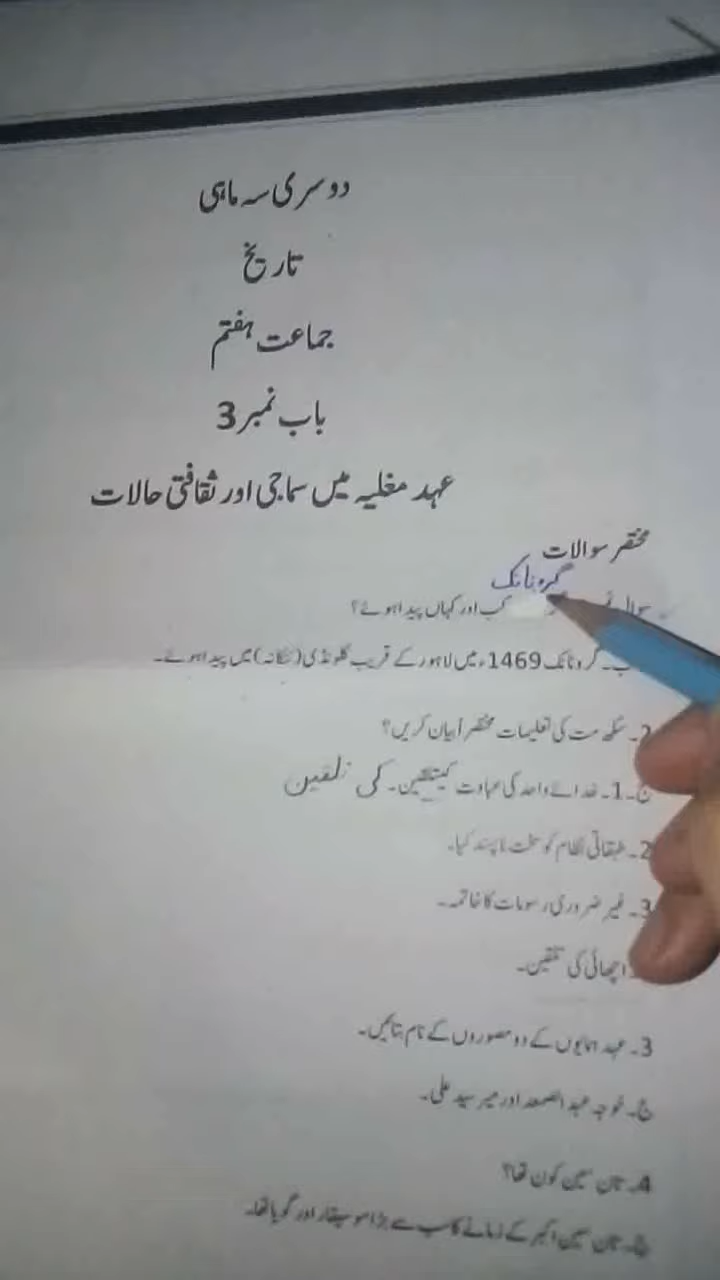 دوسری سہ ماہی
تاریخ
جماعت ہفتم
باب نمبر 3
عہد مغلیہ میں سماجی اور ثقافتی حالات
مختصر سوالات
گرونانک
سوال کب اور کہاں پیدا ہوئے؟
گرونانک 1469ء میں لاہور کے قریب تلونڈی (ننکانہ) میں پیدا ہوئے۔
2۔ سکھ مت کی تعلیمات مختصراً بیان کریں؟
ج۔ 1۔ خدائے واحد کی عبادت کی تلقین
2۔ طبقاتی نظام کو سخت ناپسند کیا۔
3۔ غیر ضروری رسومات کا خاتمہ۔
اچھائی کی تلقین۔
3۔ عہد ہمایوں کے دو مصوروں کے نام بتائیں۔
ج۔ خوجہ عبدالصمد اور میر سید علی۔
4۔ تان سین کون تھا؟
ج۔ تان سین اکبر کے زمانے کا سب سے بڑا موسیقار اور گویا تھا۔